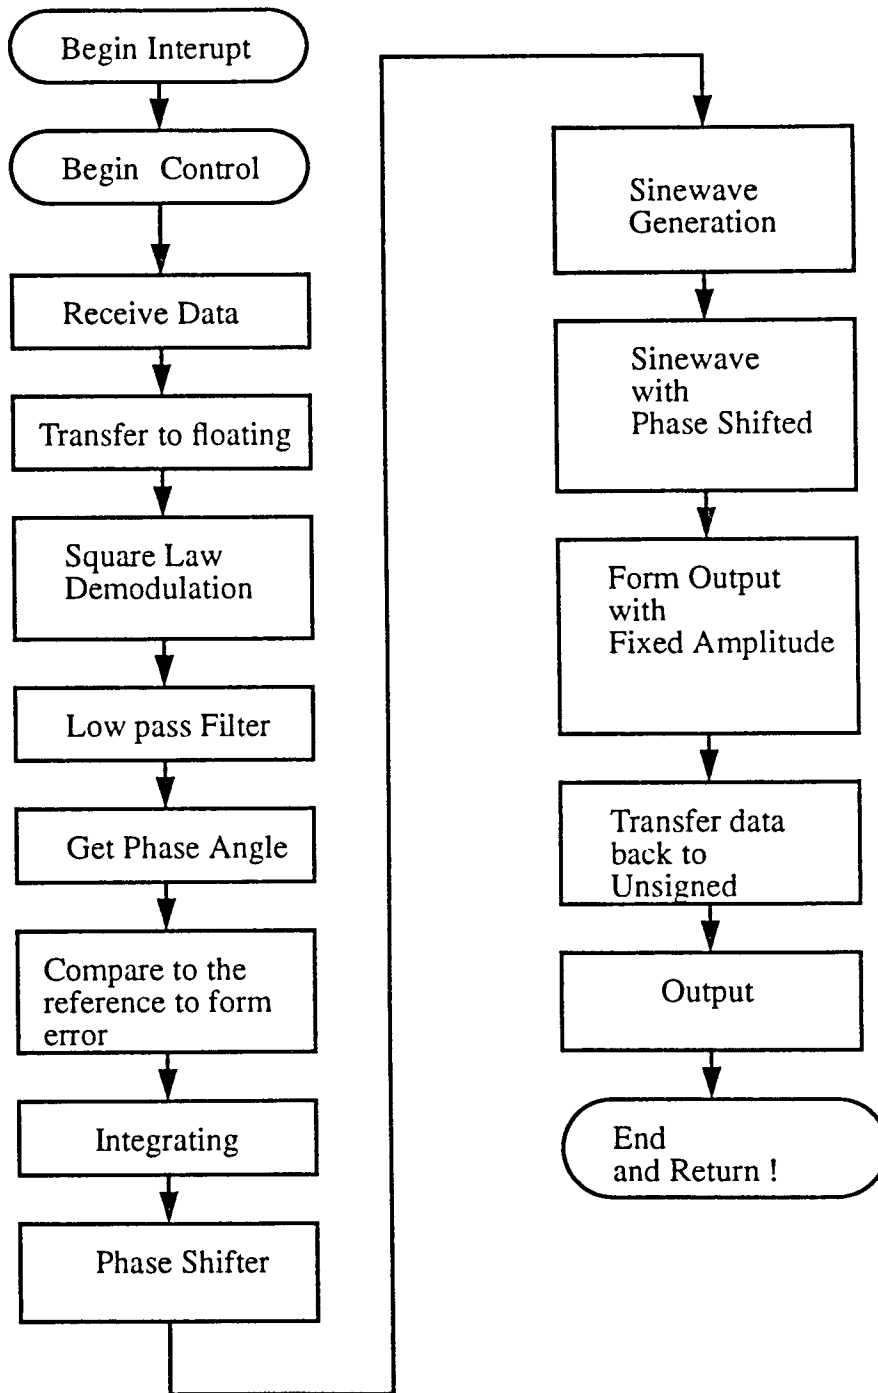 Begin Interupt
Begin Control
Receive Data
Transfer to floating
Square Law
Demodulation
Low pass Filter
Get Phase Angle
Compare to the
reference to form
error
Integrating
Phase Shifter
Sinewave
Generation
Sinewave
with
Phase Shifted
Form Output
with
Fixed Amplitude
Transfer data
back to
Unsigned
Output
End
and Return !